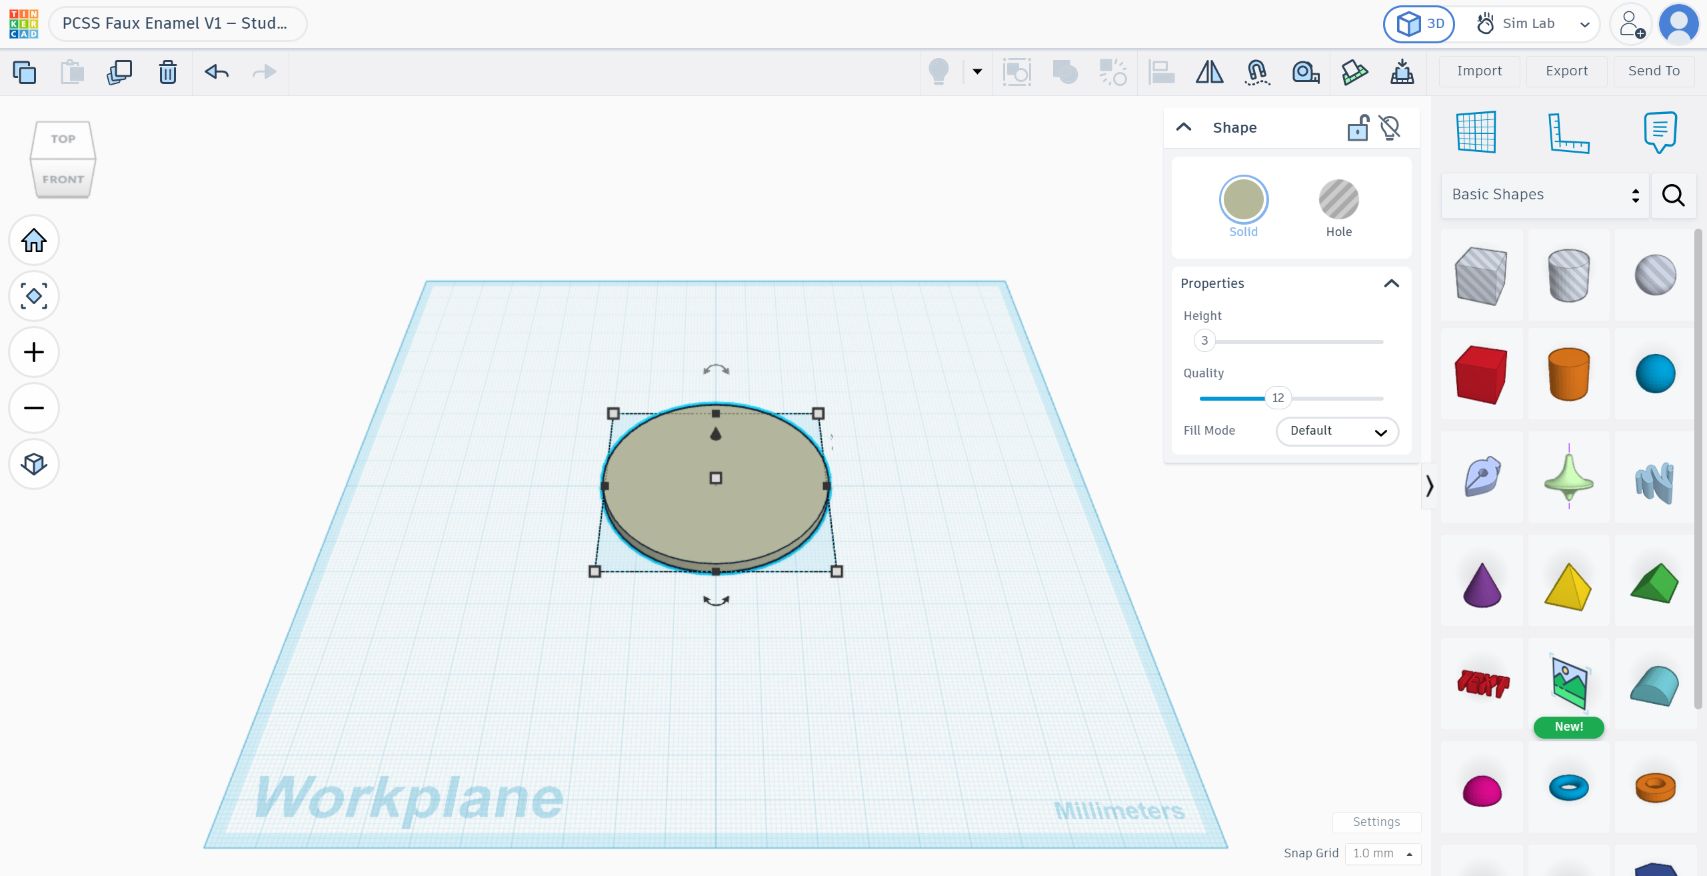 TIN
KER
CAD
PCSS Faux Enamel V1 – Stud...
3D
Sim Lab
Import
Export
Send To
TOP
FRONT
Shape
Solid
Hole
Properties
Height
3
Quality
12
Fill Mode
Default
Basic Shapes
TEXT
New!
Workplane
Millimeters
Settings
Snap Grid
1.0 mm